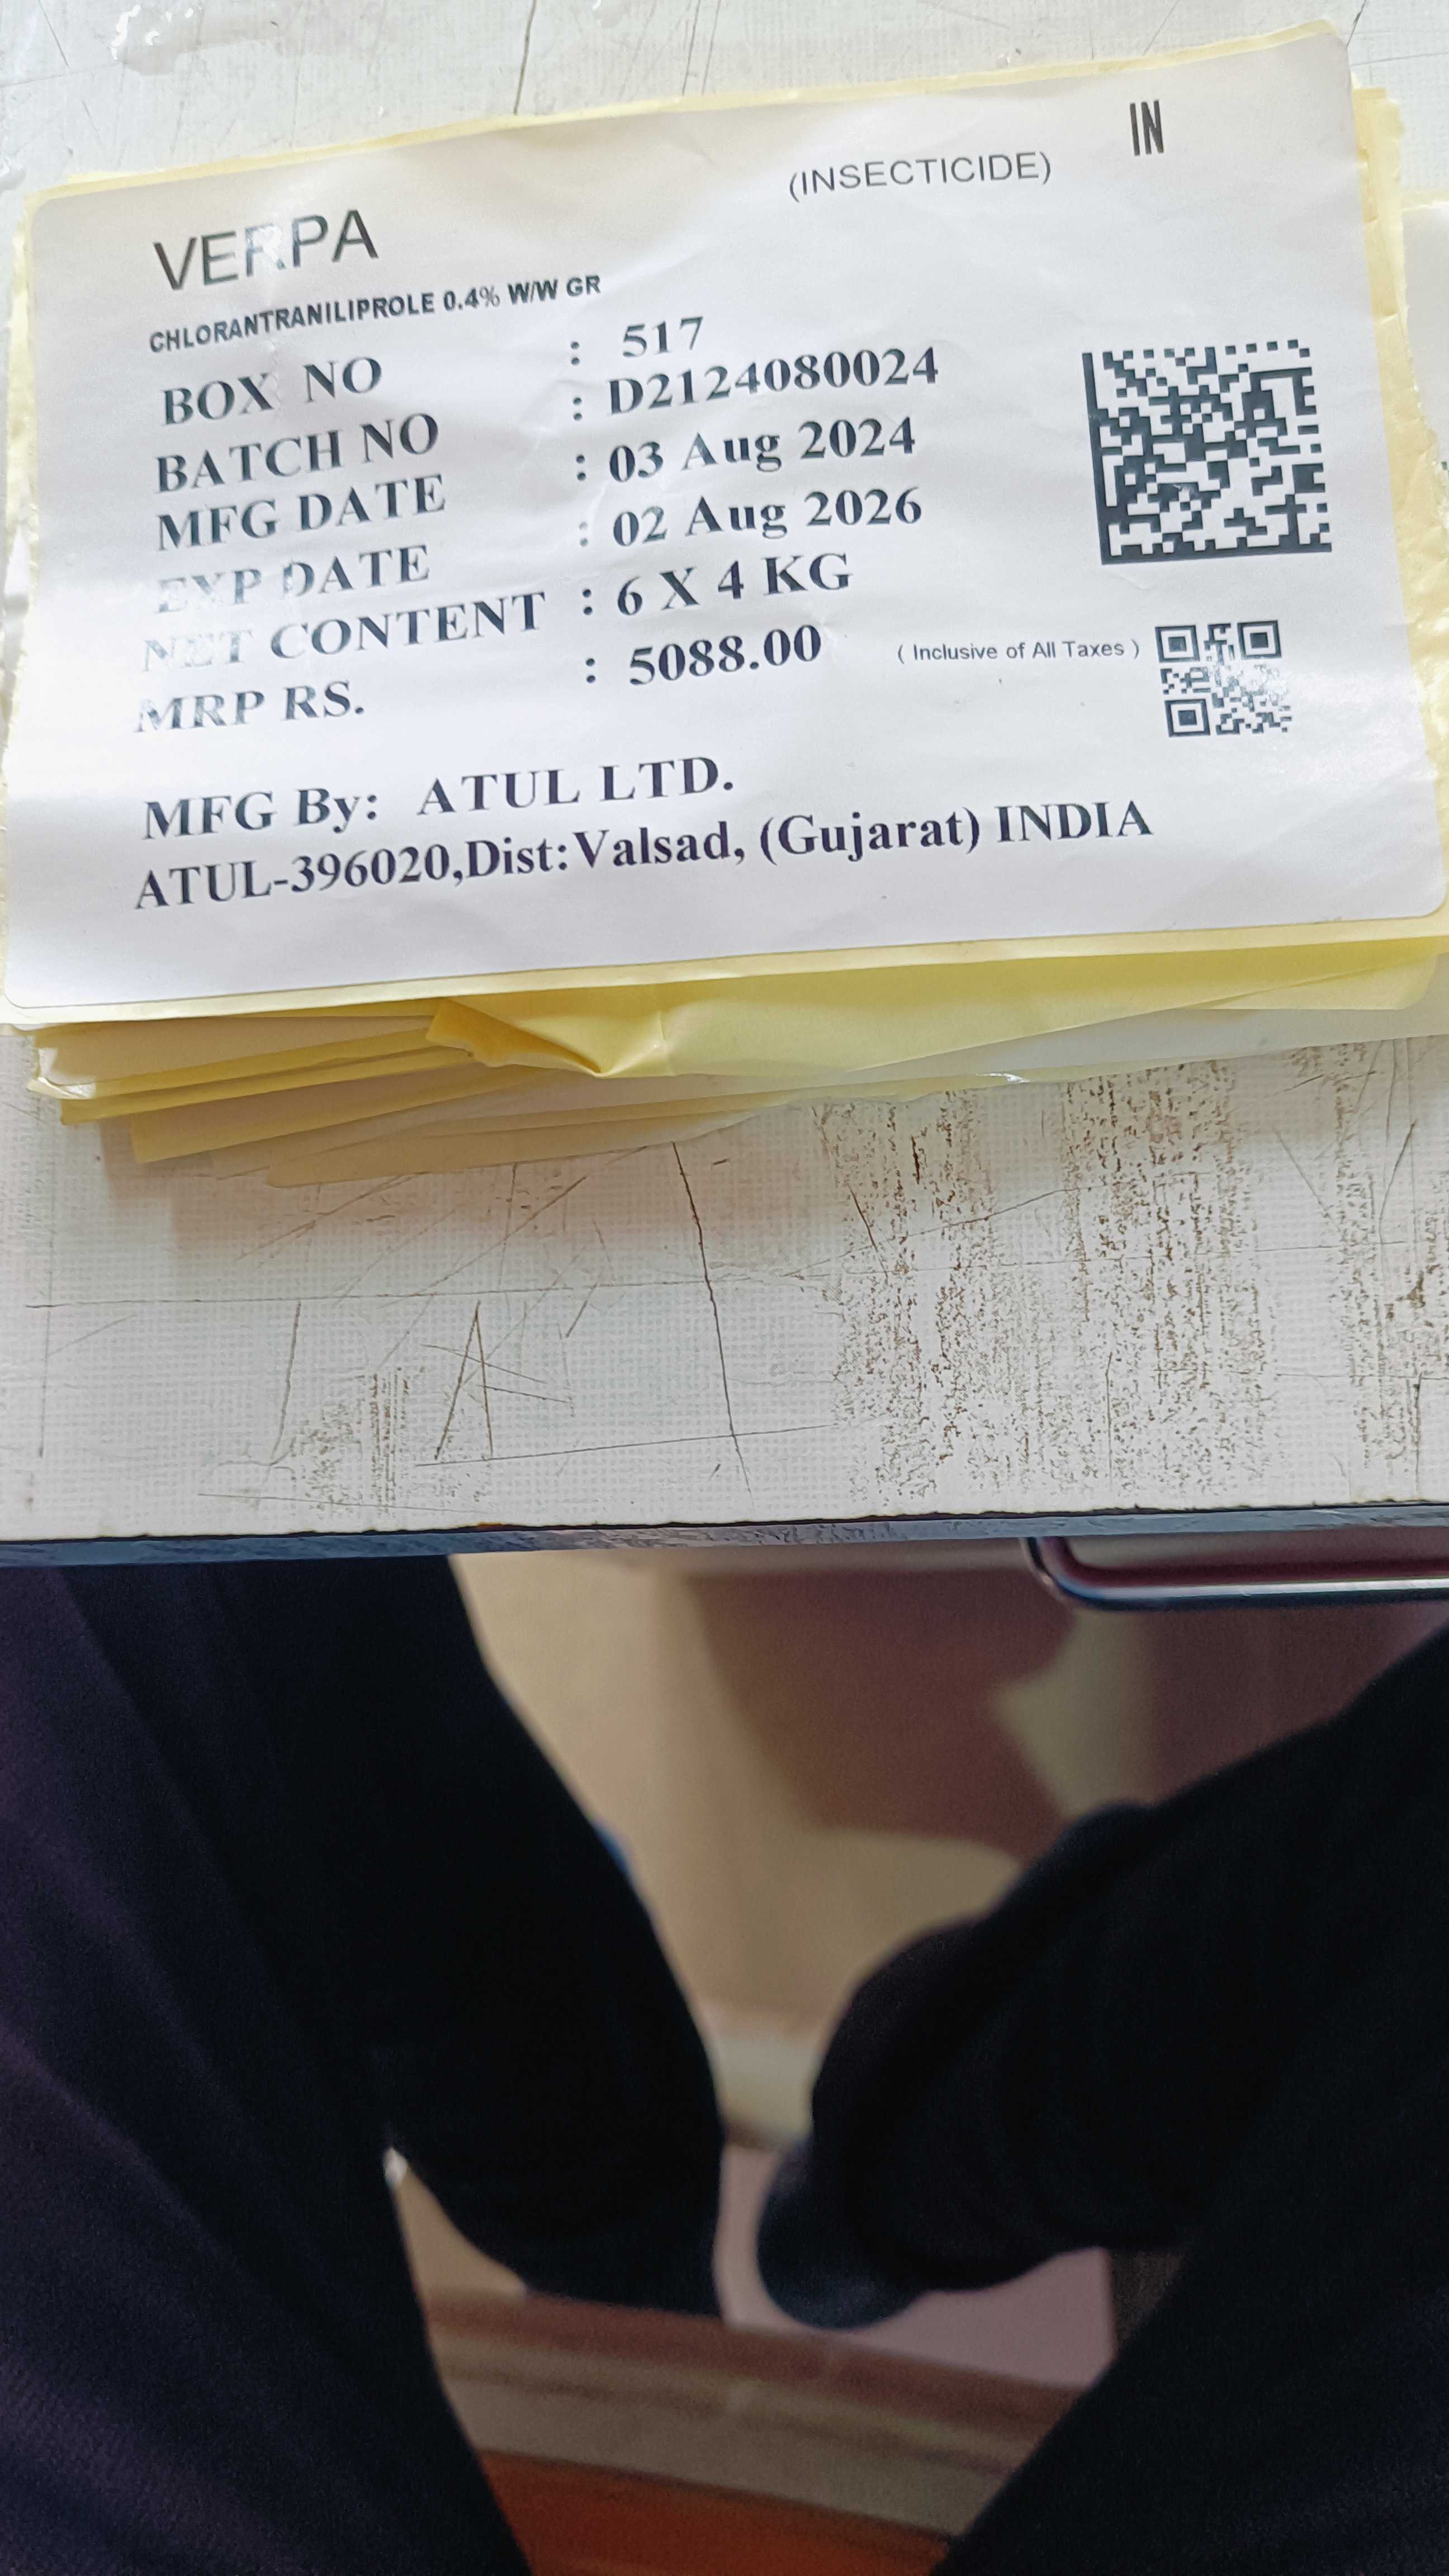 IN
(INSECTICIDE)
VERPA
CHLORANTRANILIPROLE 0.4% W/W GR
BOX NO : 517
BATCH NO : D2124080024
MFG DATE : 03 Aug 2024
EXP DATE : 02 Aug 2026
NET CONTENT : 6 X 4 KG
MRP RS. : 5088.00 ( Inclusive of All Taxes )
MFG By: ATUL LTD.
ATUL-396020,Dist:Valsad, (Gujarat) INDIA